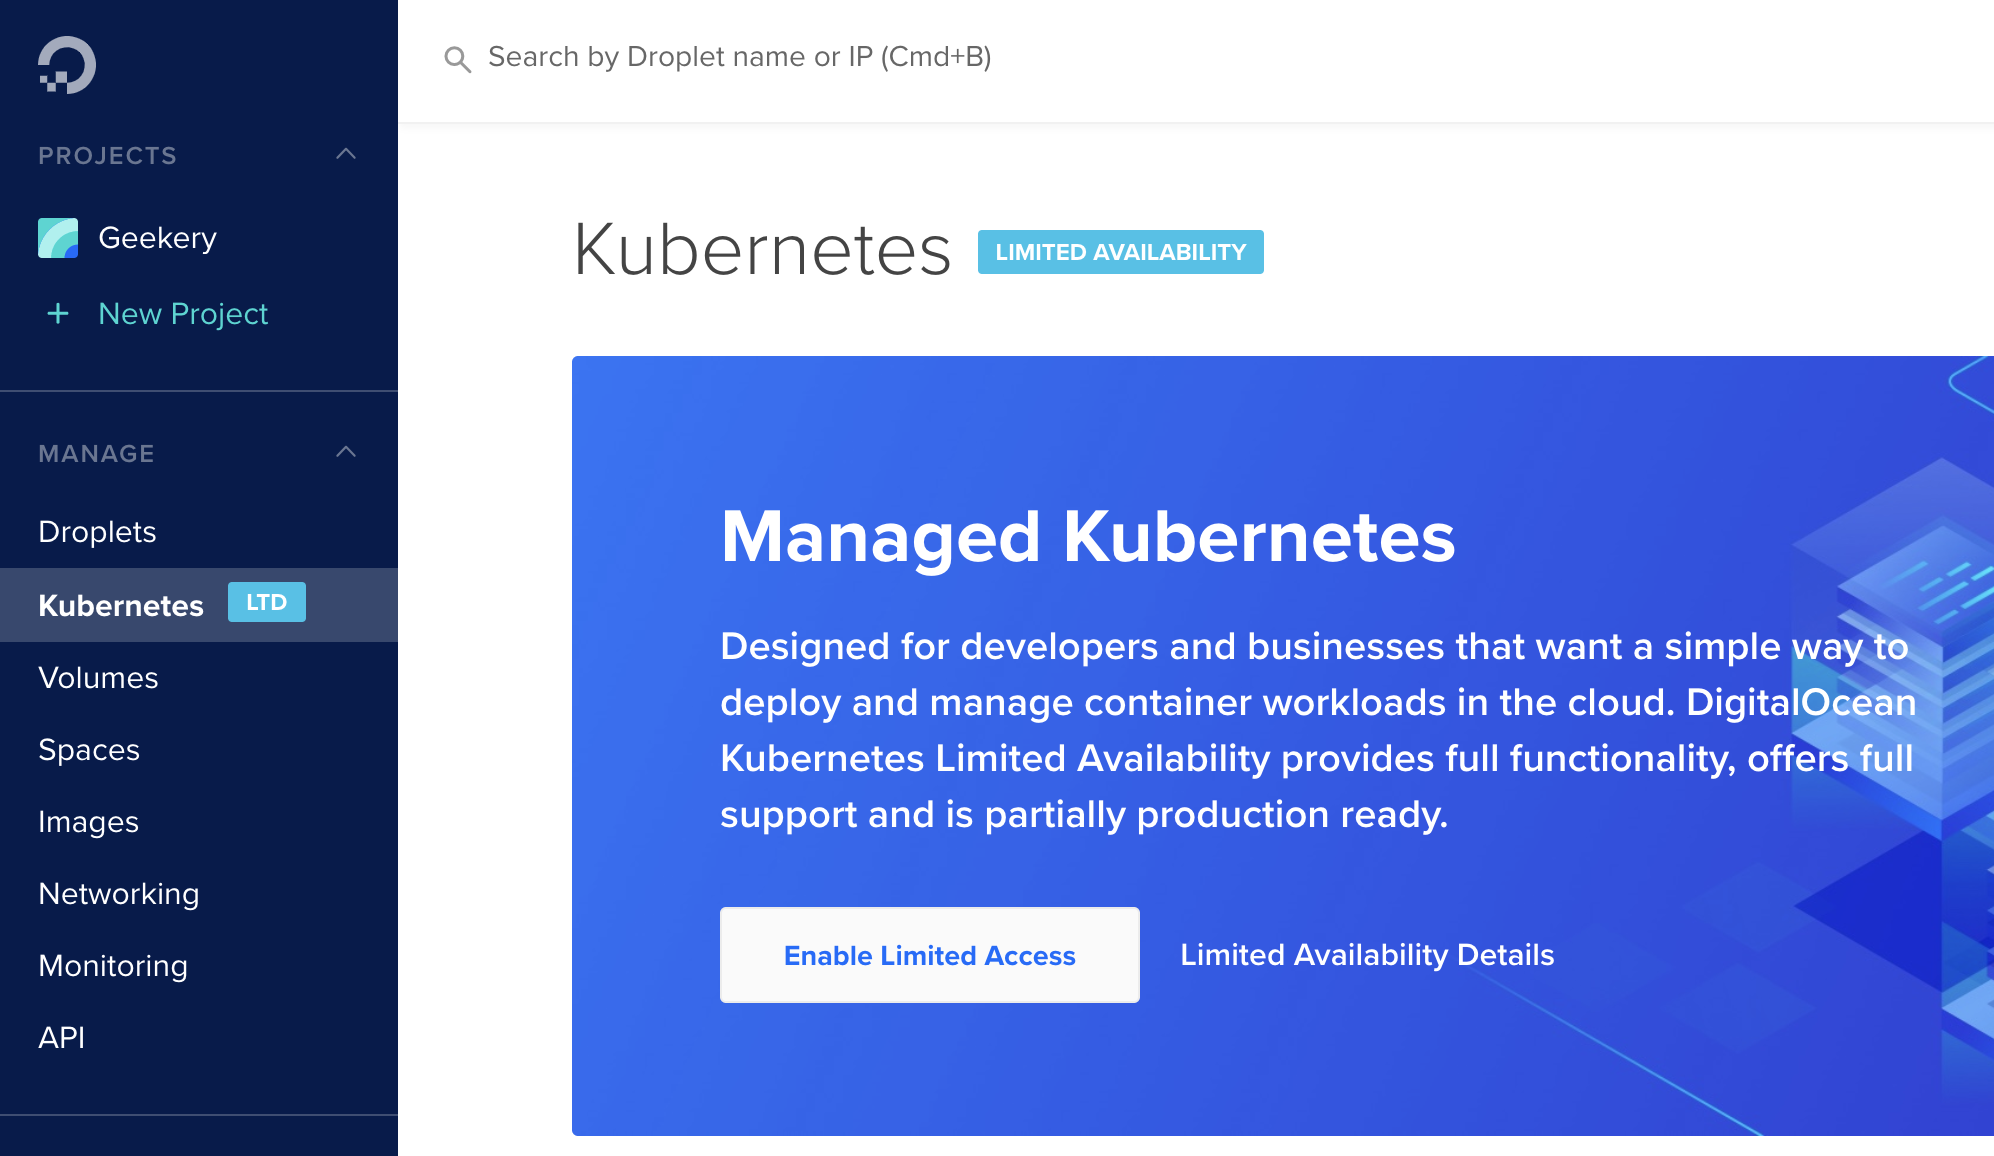 Search by Droplet name or IP (Cmd+B)
PROJECTS
Geekery
+ New Project
MANAGE
Droplets
Kubernetes LTD
Volumes
Spaces
Images
Networking
Monitoring
API
Kubernetes LIMITED AVAILABILITY
Managed Kubernetes
Designed for developers and businesses that want a simple way to
deploy and manage container workloads in the cloud. DigitalOcean
Kubernetes Limited Availability provides full functionality, offers full
support and is partially production ready.
Enable Limited Access
Limited Availability Details